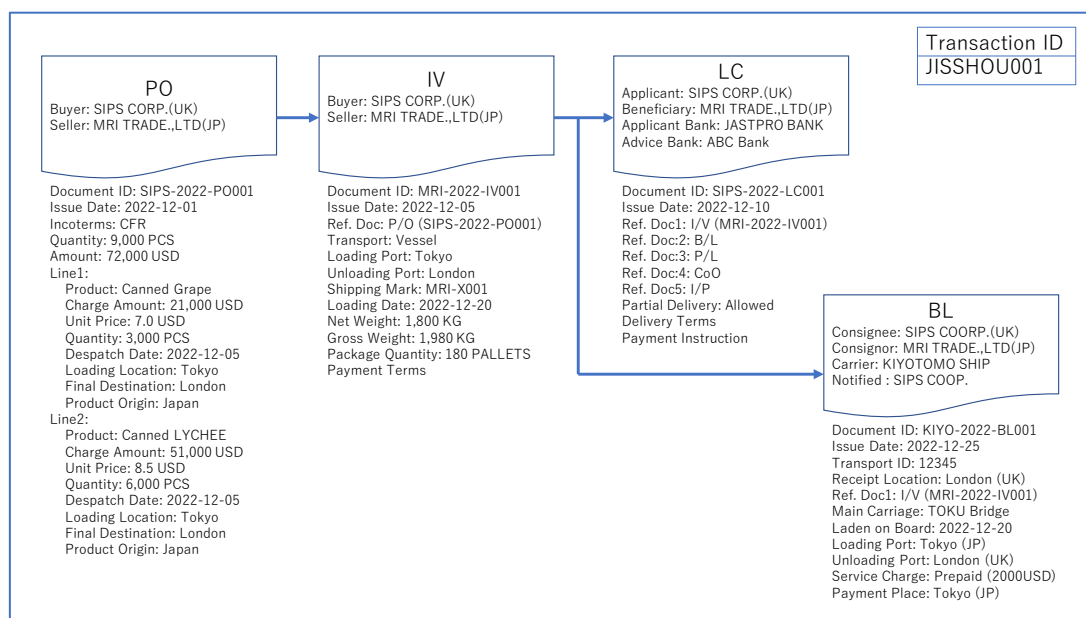 Transaction ID
JISSHOU001
PO
Buyer: SIPS CORP.(UK)
Seller: MRI TRADE.,LTD(JP)
Document ID: SIPS-2022-PO001
Issue Date: 2022-12-01
Incoterms: CFR
Quantity: 9,000 PCS
Amount: 72,000 USD
Line1:
Product: Canned Grape
Charge Amount: 21,000 USD
Unit Price: 7.0 USD
Quantity: 3,000 PCS
Despatch Date: 2022-12-05
Loading Location: Tokyo
Final Destination: London
Product Origin: Japan
Line2:
Product: Canned LYCHEE
Charge Amount: 51,000 USD
Unit Price: 8.5 USD
Quantity: 6,000 PCS
Despatch Date: 2022-12-05
Loading Location: Tokyo
Final Destination: London
Product Origin: Japan
IV
Buyer: SIPS CORP.(UK)
Seller: MRI TRADE.,LTD(JP)
Document ID: MRI-2022-IV001
Issue Date: 2022-12-05
Ref. Doc: P/O (SIPS-2022-PO001)
Transport: Vessel
Loading Port: Tokyo
Unloading Port: London
Shipping Mark: MRI-X001
Loading Date: 2022-12-20
Net Weight: 1,800 KG
Gross Weight: 1,980 KG
Package Quantity: 180 PALLETS
Payment Terms
LC
Applicant: SIPS CORP.(UK)
Beneficiary: MRI TRADE.,LTD(JP)
Applicant Bank: JASTPRO BANK
Advice Bank: ABC Bank
Document ID: SIPS-2022-LC001
Issue Date: 2022-12-10
Ref. Doc1: I/V (MRI-2022-IV001)
Ref. Doc:2: B/L
Ref. Doc:3: P/L
Ref. Doc:4: CoO
Ref. Doc5: I/P
Partial Delivery: Allowed
Delivery Terms
Payment Instruction
BL
Consignee: SIPS COORP.(UK)
Consignor: MRI TRADE.,LTD(JP)
Carrier: KIYOTOMO SHIP
Notified : SIPS COOP.
Document ID: KIYO-2022-BL001
Issue Date: 2022-12-25
Transport ID: 12345
Receipt Location: London (UK)
Ref. Doc1: I/V (MRI-2022-IV001)
Main Carriage: TOKU Bridge
Laden on Board: 2022-12-20
Loading Port: Tokyo (JP)
Unloading Port: London (UK)
Service Charge: Prepaid (2000USD)
Payment Place: Tokyo (JP)